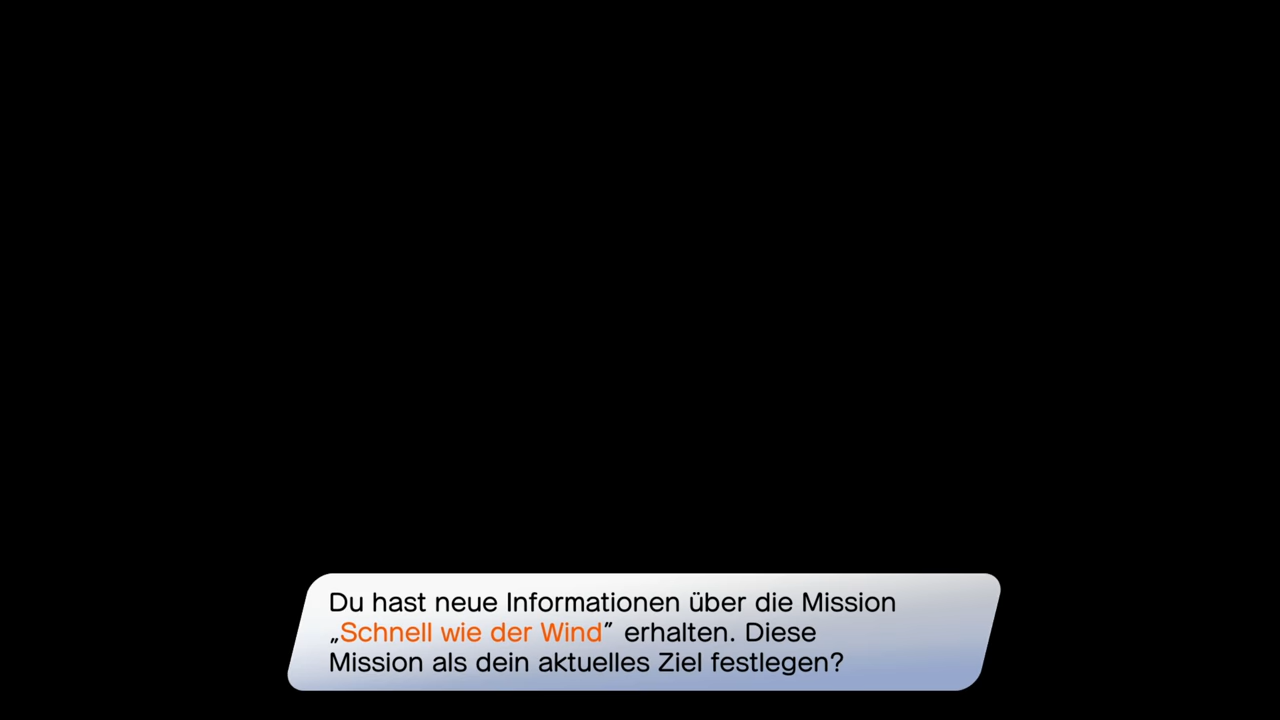 Du hast neue Informationen über die Mission
„Schnell wie der Wind” erhalten. Diese
Mission als dein aktuelles Ziel festlegen?